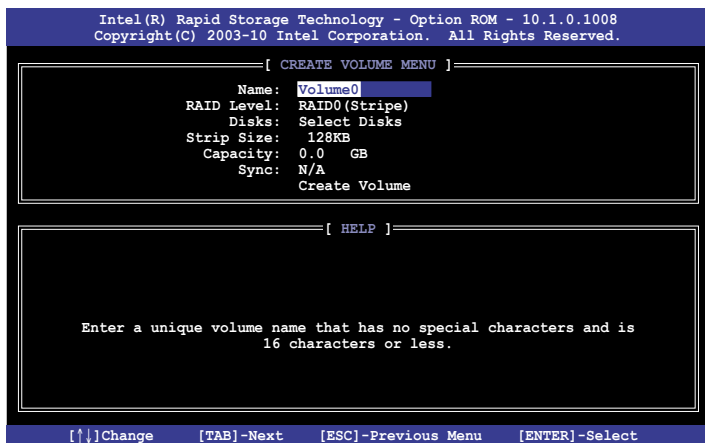 Intel(R) Rapid Storage Technology - Option ROM - 10.1.0.1008
Copyright(C) 2003-10 Intel Corporation. All Rights Reserved.
[ CREATE VOLUME MENU ]
Name: Volume0
RAID Level: RAID0(Stripe)
Disks: Select Disks
Strip Size: 128KB
Capacity: 0.0 GB
Sync: N/A
Create Volume
[ HELP ]
Enter a unique volume name that has no special characters and is
16 characters or less.
[↑↓]Change [TAB]-Next [ESC]-Previous Menu [ENTER]-Select